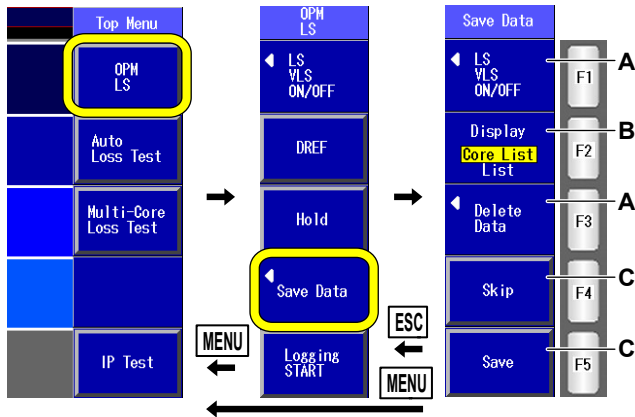 Top Menu
OPM
LS
Auto
Loss Test
Multi-Core
Loss Test
IP Test
OPM
LS
LS
VLS
ON/OFF
DREF
Hold
Save Data
Logging
START
MENU
ESC
MENU
Save Data
LS
VLS
ON/OFF
Display
Core List
List
Delete
Data
Skip
Save
F1
F2
F3
F4
F5
A
B
A
C
C